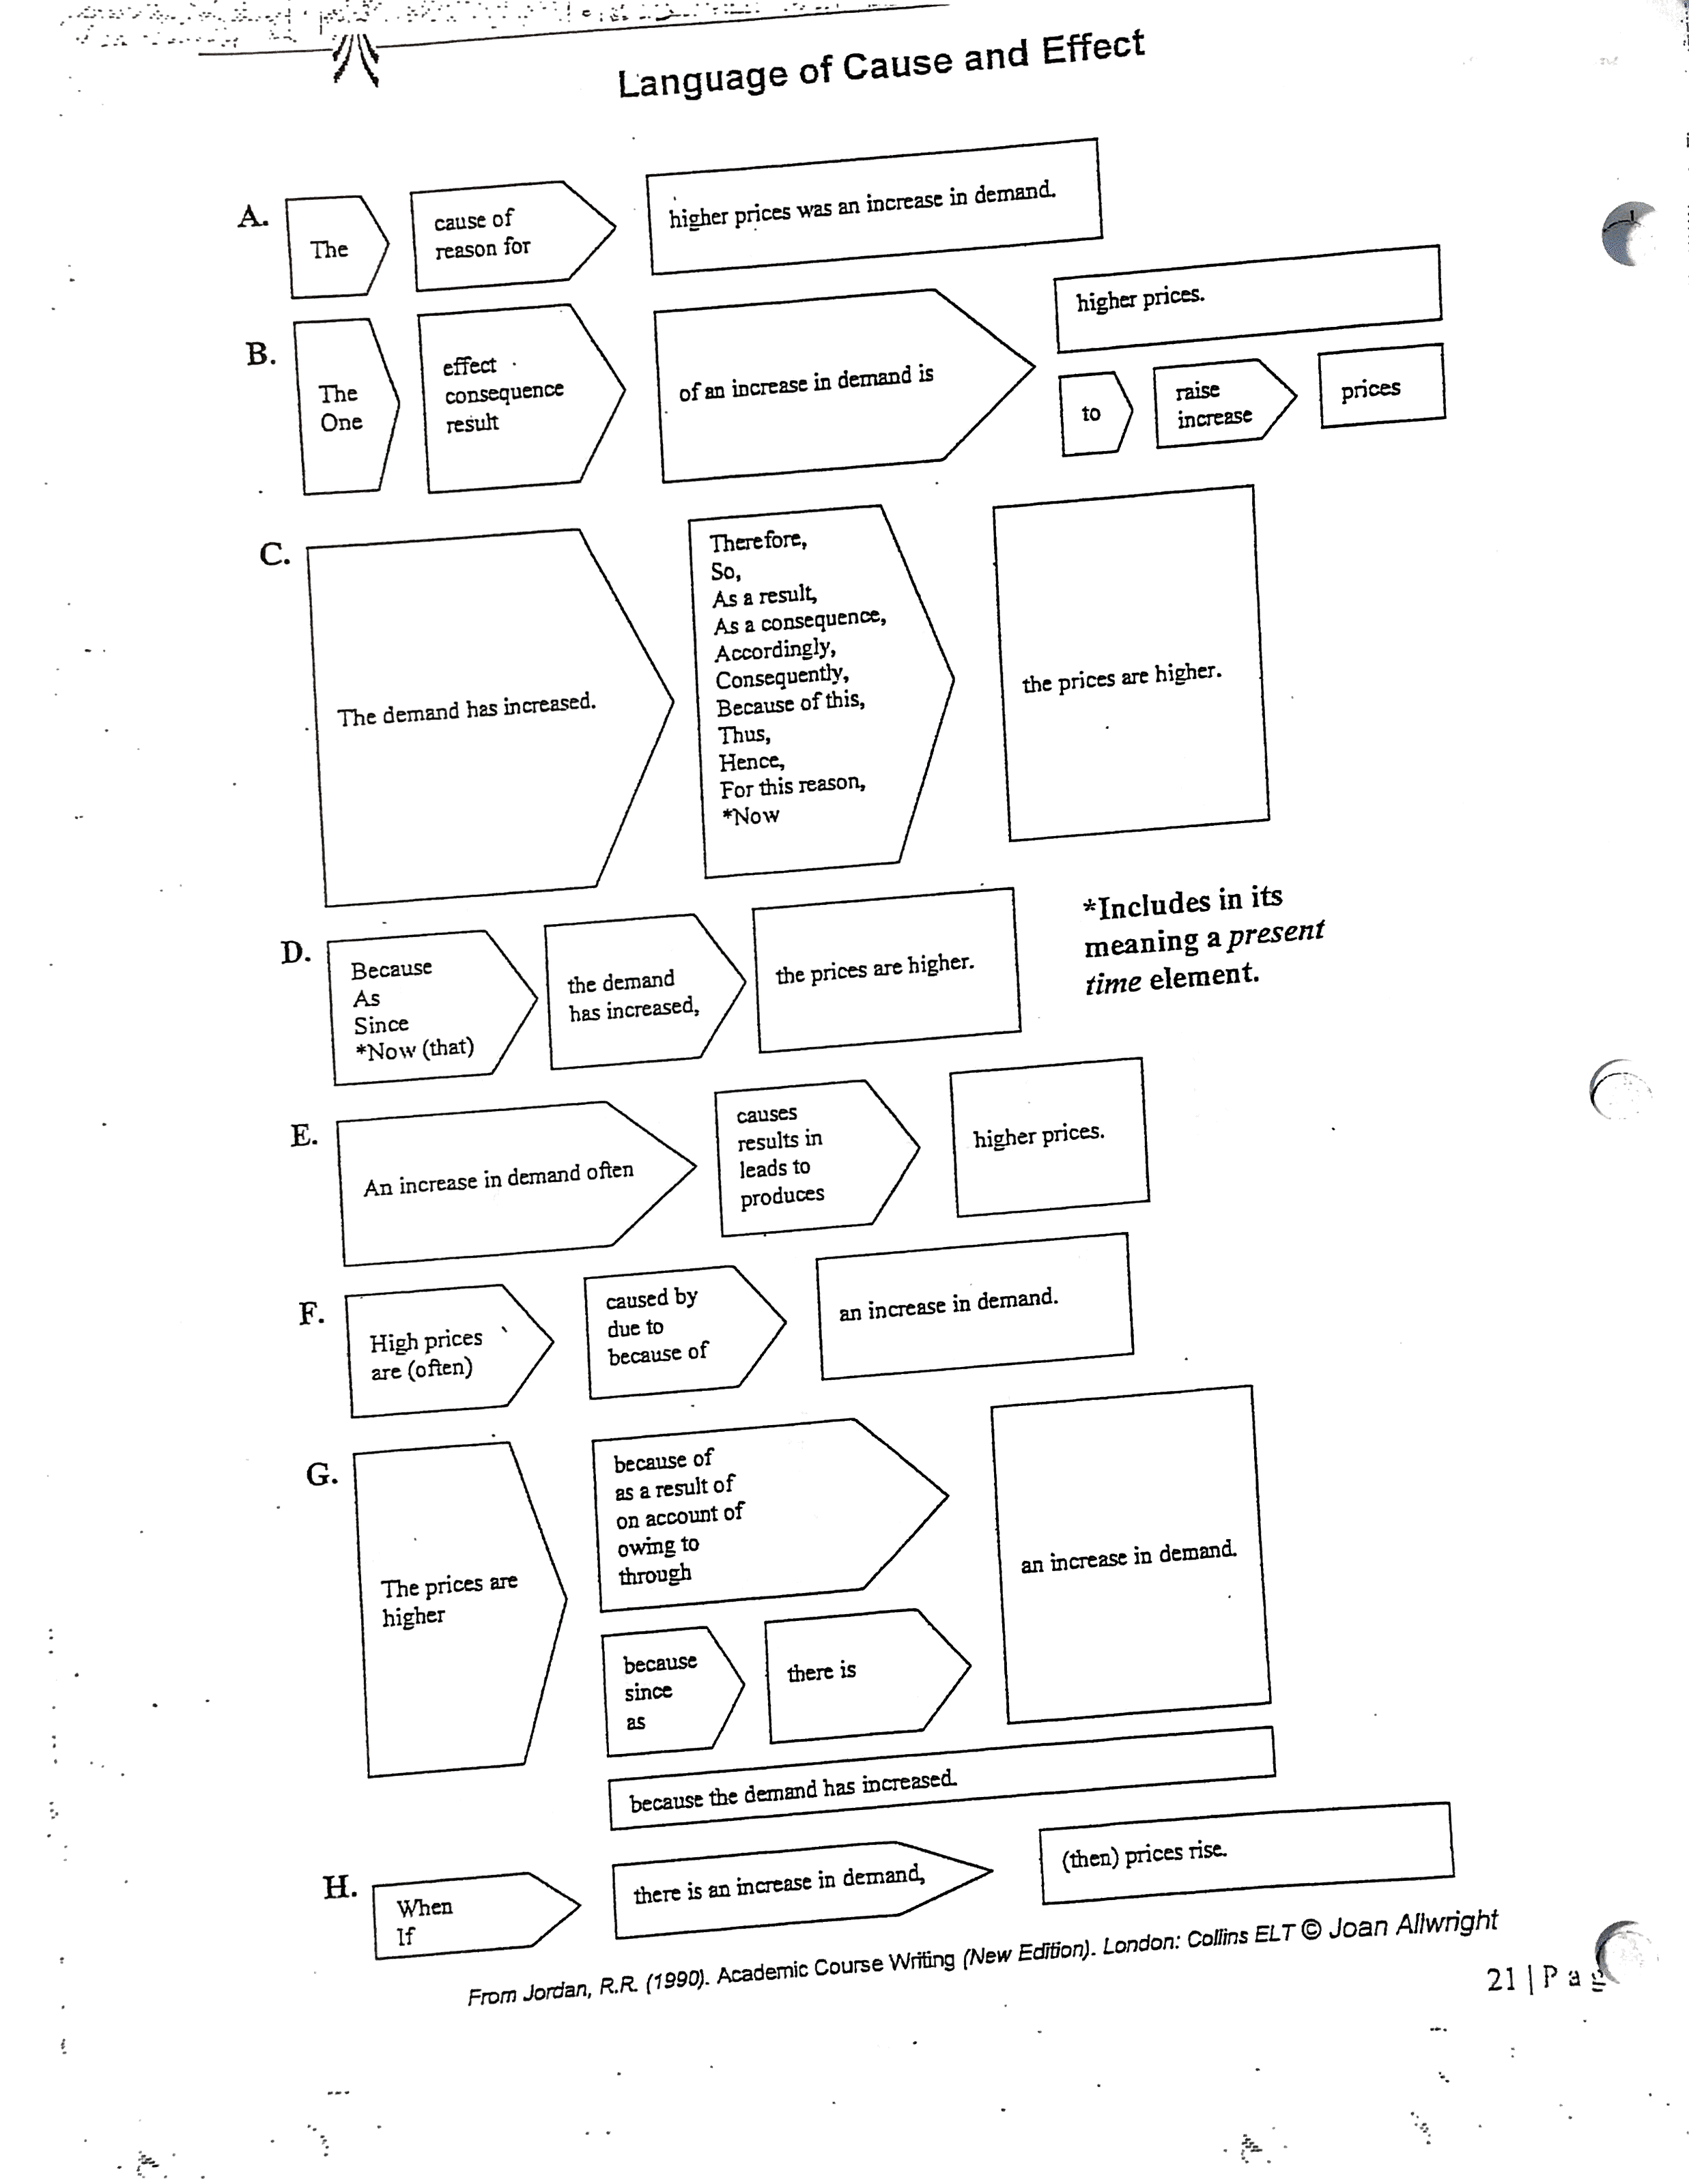 Language of Cause and Effect
A.
The
cause of
reason for
higher prices was an increase in demand.
B.
The
One
effect
consequence
result
of an increase in demand is
higher prices.
to
raise
increase
prices
C.
The demand has increased.
Therefore,
So,
As a result,
As a consequence,
Accordingly,
Consequently,
Because of this,
Thus,
Hence,
For this reason,
*Now
the prices are higher.
D.
Because
As
Since
*Now (that)
the demand
has increased,
the prices are higher.
*Includes in its
meaning a present
time element.
E.
An increase in demand often
causes
results in
leads to
produces
higher prices.
F.
High prices
are (often)
caused by
due to
because of
an increase in demand.
G.
The prices are
higher
because of
as a result of
on account of
owing to
through
because
since
as
there is
an increase in demand.
because the demand has increased.
H.
When
If
there is an increase in demand,
(then) prices rise.
From Jordan, R.R. (1990). Academic Course Writing (New Edition). London: Collins ELT © Joan Allwright
21 | P a g